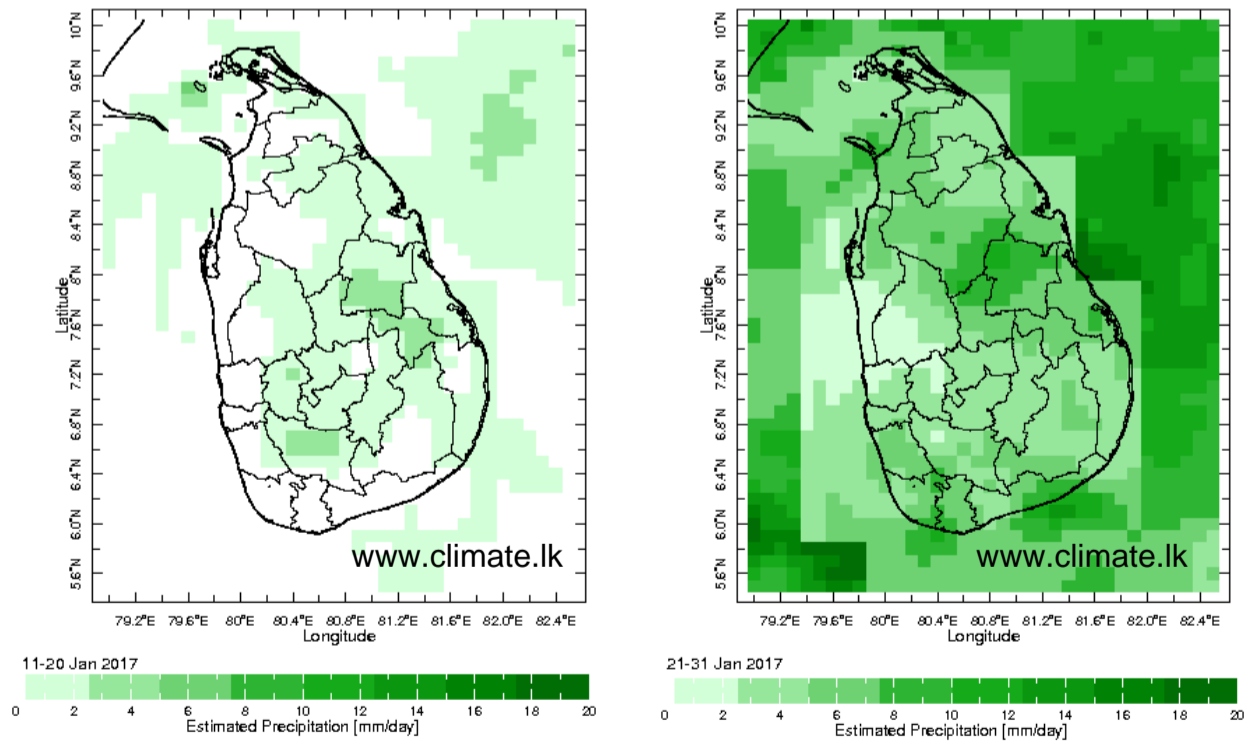 10°N
9.6°N
9.2°N
8.8°N
8.4°N
8°N
7.6°N
7.2°N
6.8°N
6.4°N
6.0°N
5.6°N
Latitude
www.climate.lk
79.2°E 79.6°E 80°E 80.4°E 80.8°E 81.2°E 81.6°E 82.0°E 82.4°E
Longitude
11-20 Jan 2017
0 2 4 6 8 10 12 14 16 18 20
Estimated Precipitation [mm/day]
10°N
9.6°N
9.2°N
8.8°N
8.4°N
8°N
7.6°N
7.2°N
6.8°N
6.4°N
6.0°N
5.6°N
Latitude
www.climate.lk
79.2°E 79.6°E 80°E 80.4°E 80.8°E 81.2°E 81.6°E 82.0°E 82.4°E
Longitude
21-31 Jan 2017
0 2 4 6 8 10 12 14 16 18 20
Estimated Precipitation [mm/day]